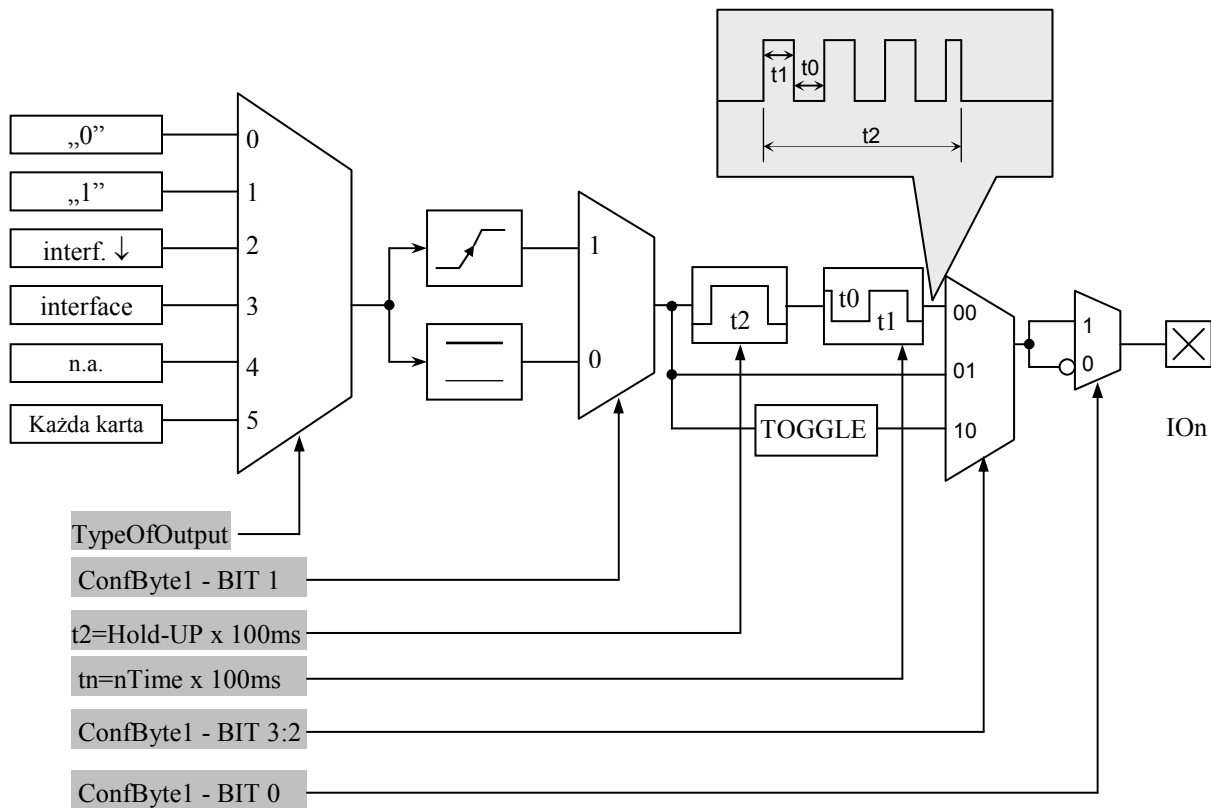 t1
t0
t2
„0”
0
„1”
1
interf. ↓
2
interface
3
n.a.
4
Każda karta
5
1
0
t2
t0
t1
00
01
TOGGLE
10
1
0
IOn
TypeOfOutput
ConfByte1 - BIT 1
t2=Hold-UP x 100ms
tn=nTime x 100ms
ConfByte1 - BIT 3:2
ConfByte1 - BIT 0